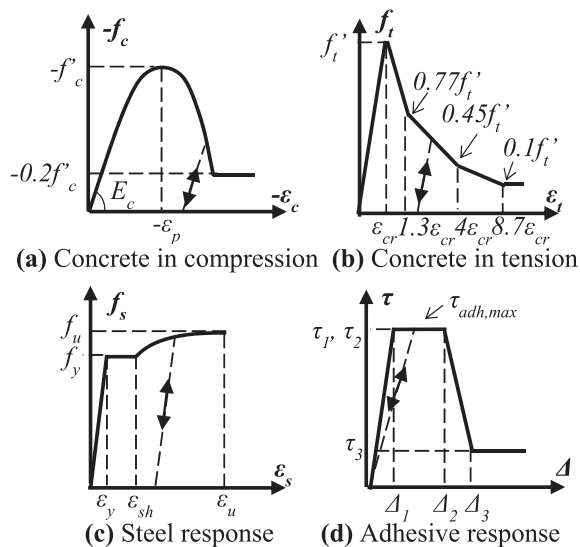 -f_c
-f'_c
-0.2f'_c
E_c
-ε_p
-ε_c
(a) Concrete in compression
f_t
f_t'
0.77f_t'
0.45f_t'
0.1f_t'
ε_t
ε_cr 1.3ε_cr 4ε_cr 8.7ε_cr
(b) Concrete in tension
f_s
f_u
f_y
ε_s
ε_y ε_sh ε_u
(c) Steel response
τ
τ_adh,max
τ_1, τ_2
τ_3
Δ
Δ_1 Δ_2 Δ_3
(d) Adhesive response